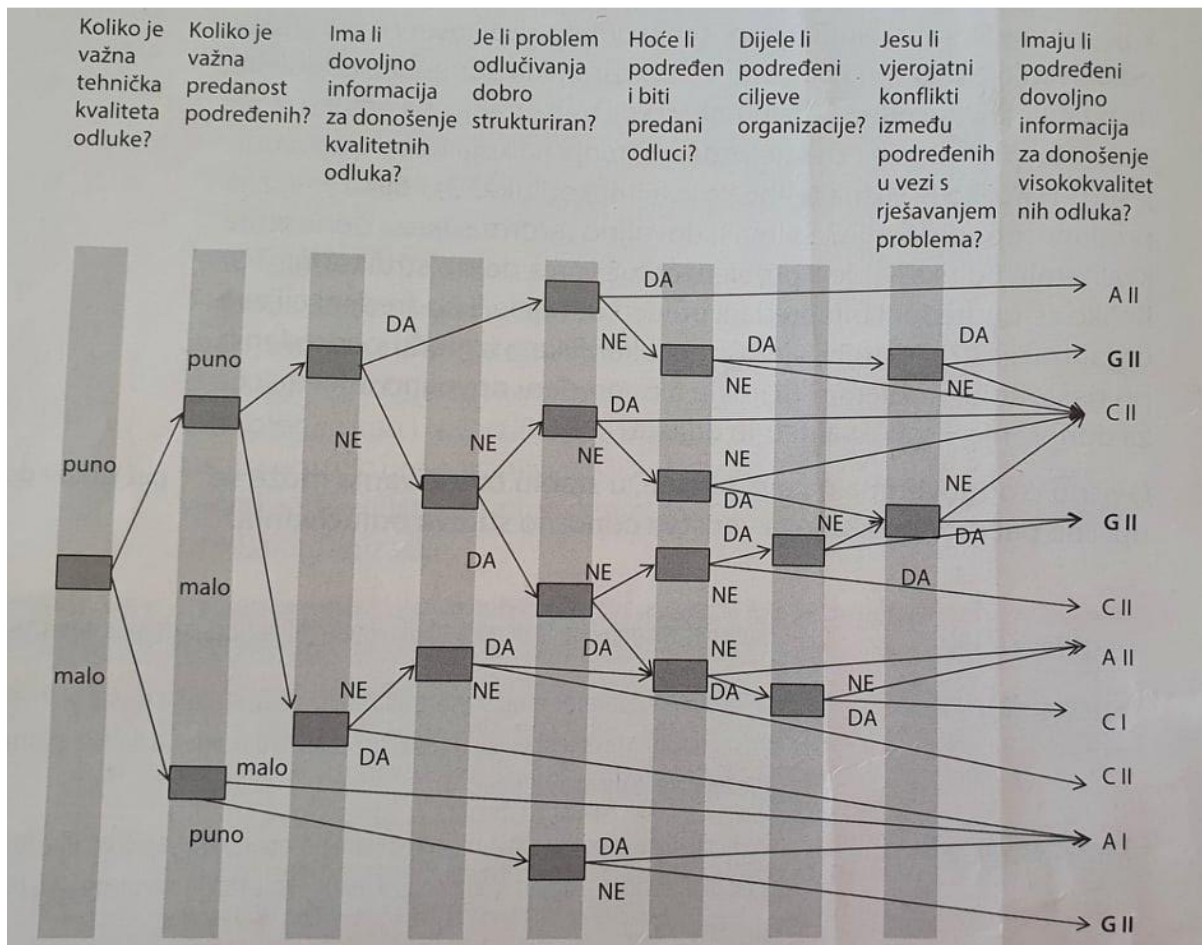 Koliko je
važna
tehnička
kvaliteta
odluke?
Koliko je
važna
predanost
podređenih?
Ima li
dovoljno
informacija
za donošenje
kvalitetnih
odluka?
Je li problem
odlučivanja
dobro
strukturiran?
Hoće li
podređen
i biti
predani
odluci?
Dijele li
podređeni
ciljeve
organizacije?
Jesu li
vjerojatni
konflikti
između
podređenih
u vezi s
rješavanjem
problema?
Imaju li
podređeni
dovoljno
informacija
za donošenje
visokokvalitet
nih odluka?
DA
A II
DA
NE
DA
DA
puno
G II
NE
NE
DA
C II
NE
NE
NE
puno
NE
NE
DA
NE
G II
DA
DA
DA
NE
malo
DA
NE
C II
NE
DA
DA
A II
malo
NE
NE
DA
NE
DA
C I
DA
malo
C II
puno
DA
A I
NE
G II